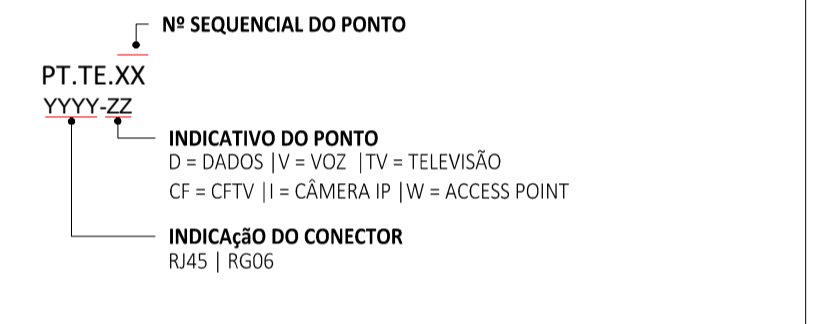 Nº SEQUENCIAL DO PONTO
PT.TE.XX
YYYY-ZZ
INDICATIVO DO PONTO
D = DADOS |V = VOZ |TV = TELEVISÃO
CF = CFTV |I = CÂMERA IP |W = ACCESS POINT
INDICAçãO DO CONECTOR
RJ45 | RG06